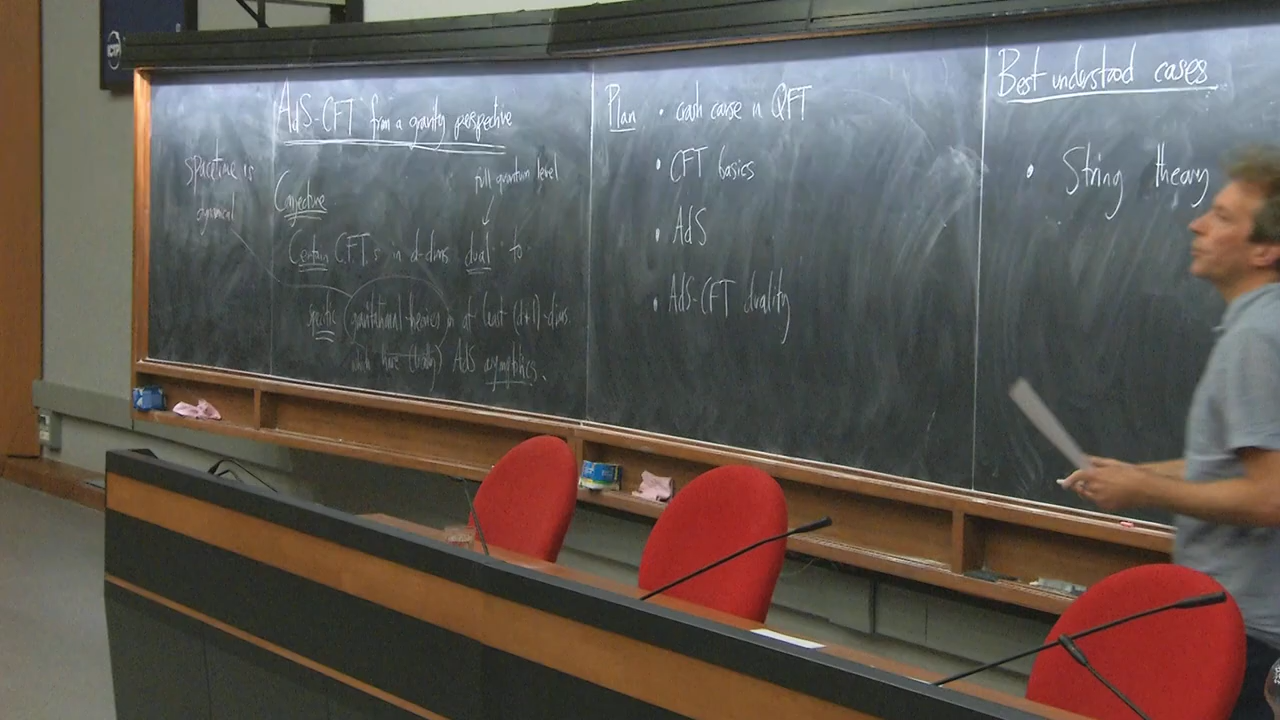 AdS-CFT from a gravity perspective
spacetime is
dynamical
full quantum level
Conjecture
Certain CFT's in d-dims dual to
specific gravitational theories in at least (d+1)-dims
which have (locally) AdS asymptotics.
Plan • crash course in QFT
• CFT basics
• AdS
• AdS-CFT duality
Best understood cases
• String theory